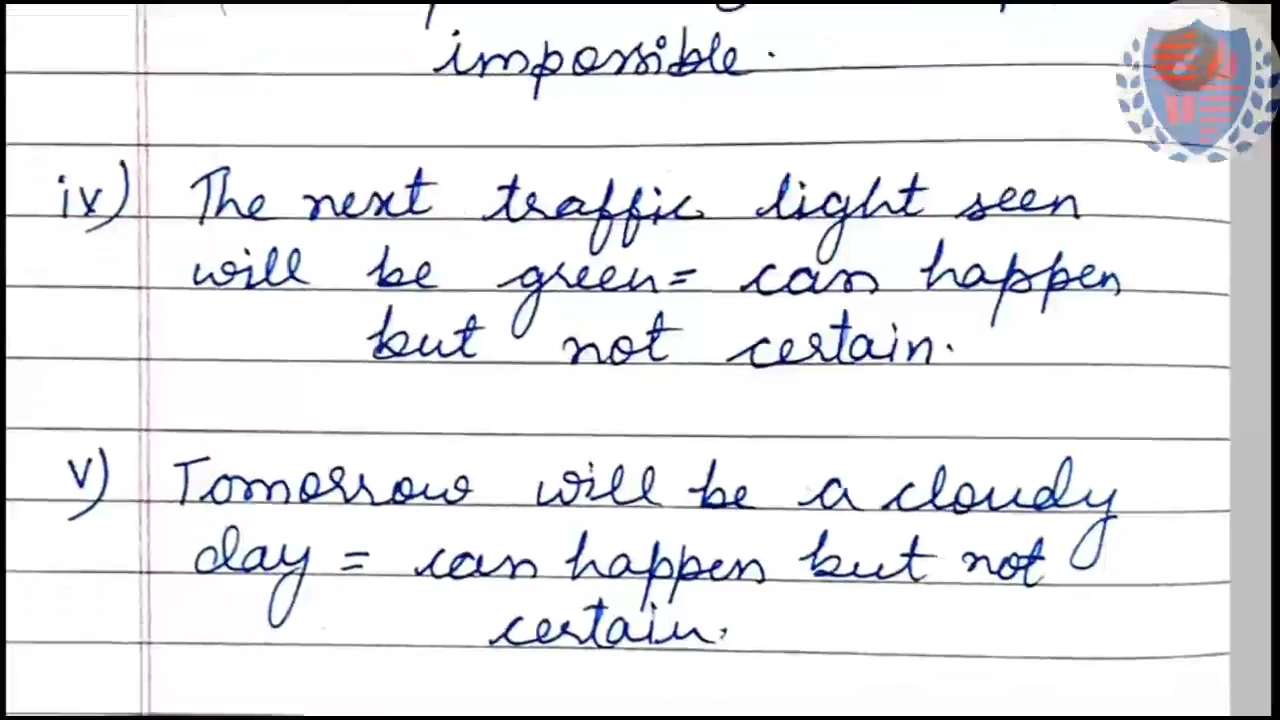 impossible.
iv) The next traffic light seen
will be green = can happen
but not certain.
v) Tomorrow will be a cloudy
day = can happen but not
certain.